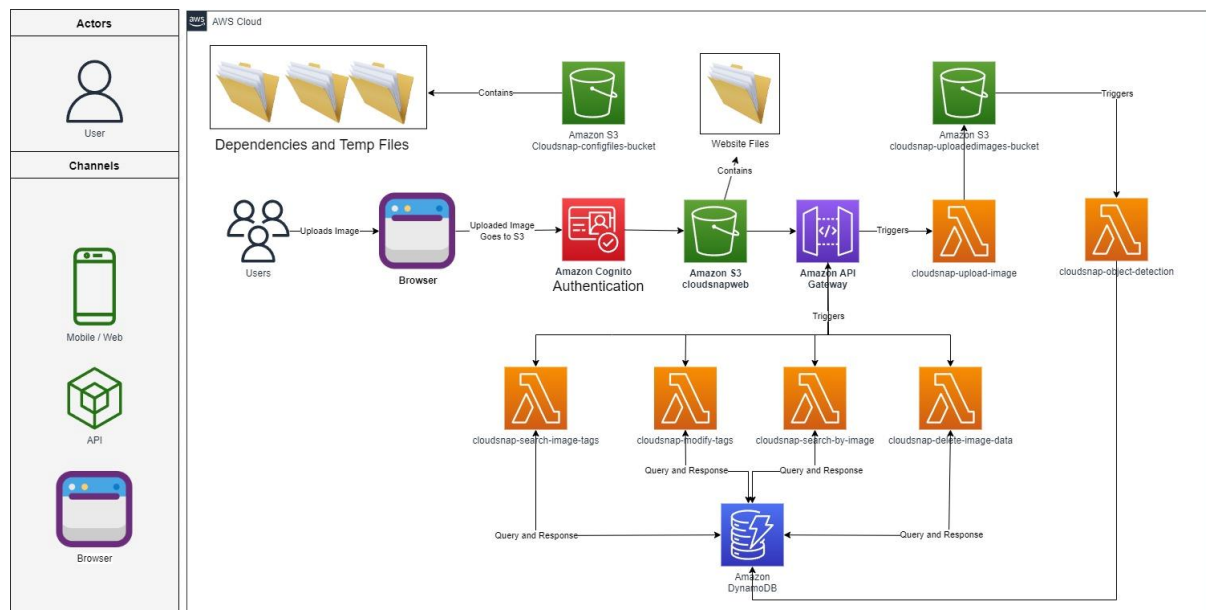 Actors
User
Channels
Mobile / Web
API
Browser
aws
AWS Cloud
Dependencies and Temp Files
Contains
Amazon S3
Cloudsnap-configfiles-bucket
Website Files
Contains
Amazon S3
cloudsnap-uploadedimages-bucket
Triggers
Users
Uploads Image
Browser
Uploaded Image
Goes to S3
Amazon Cognito
Authentication
Amazon S3
cloudsnapweb
Amazon API
Gateway
Triggers
cloudsnap-upload-image
cloudsnap-object-detection
Triggers
cloudsnap-search-image-tags
cloudsnap-modify-tags
cloudsnap-search-by-image
cloudsnap-delete-image-data
Query and Response
Query and Response
Query and Response
Query and Response
Amazon
DynamoDB